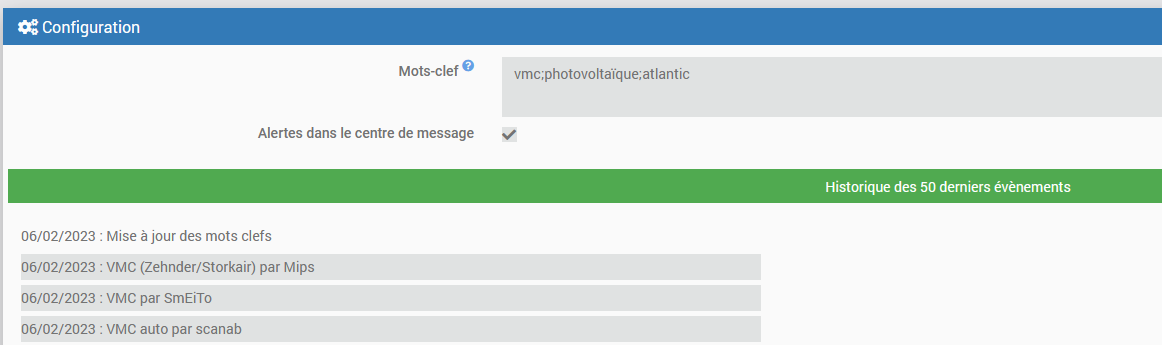 Configuration
Mots-clef ?
vmc;photovoltaïque;atlantic
Alertes dans le centre de message
Historique des 50 derniers évènements
06/02/2023 : Mise à jour des mots clefs
06/02/2023 : VMC (Zehnder/Storkair) par Mips
06/02/2023 : VMC par SmEiTo
06/02/2023 : VMC auto par scanab